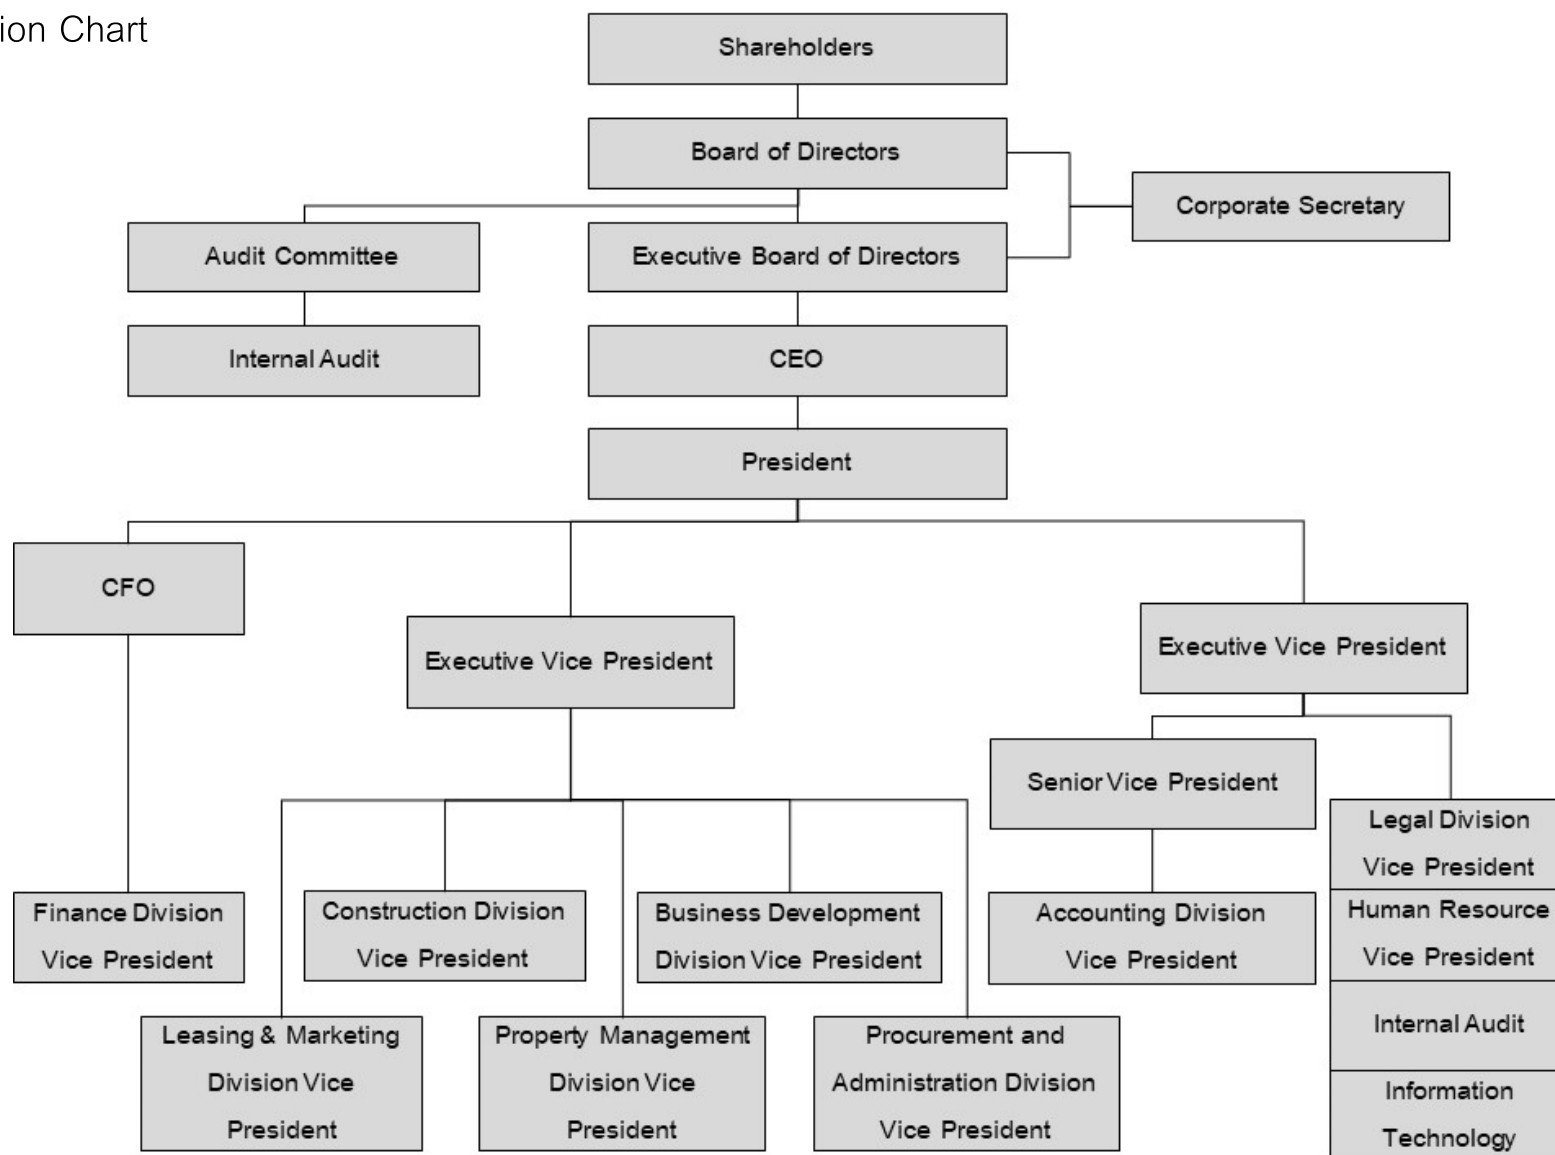 ion Chart
Shareholders
Board of Directors
Corporate Secretary
Audit Committee
Executive Board of Directors
Internal Audit
CEO
President
CFO
Executive Vice President
Executive Vice President
Senior Vice President
Legal Division
Vice President
Finance Division
Vice President
Construction Division
Vice President
Business Development
Division Vice President
Accounting Division
Vice President
Human Resource
Vice President
Leasing & Marketing
Division Vice
President
Property Management
Division Vice
President
Procurement and
Administration Division
Vice President
Internal Audit
Information
Technology